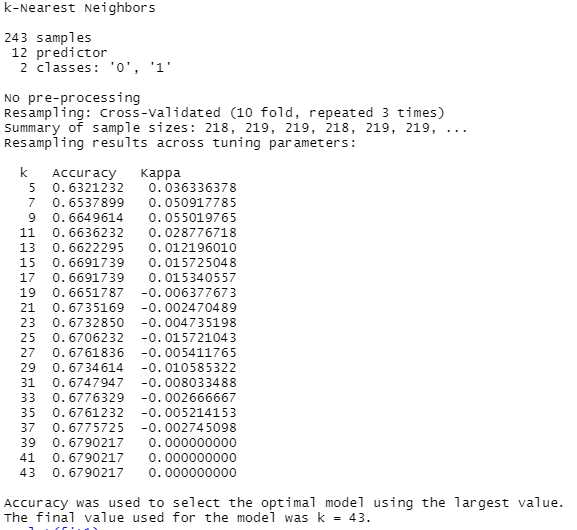 k-Nearest Neighbors
243 samples
12 predictor
2 classes: '0', '1'
No pre-processing
Resampling: Cross-Validated (10 fold, repeated 3 times)
Summary of sample sizes: 218, 219, 219, 218, 219, 219, ...
Resampling results across tuning parameters:
k Accuracy Kappa
5 0.6321232 0.036336378
7 0.6537899 0.050917785
9 0.6649614 0.055019765
11 0.6636232 0.028776718
13 0.6622295 0.012196010
15 0.6691739 0.015725048
17 0.6691739 0.015340557
19 0.6651787 -0.006377673
21 0.6735169 -0.002470489
23 0.6732850 -0.004735198
25 0.6706232 -0.015721043
27 0.6761836 -0.005411765
29 0.6734614 -0.010585322
31 0.6747947 -0.008033488
33 0.6776329 -0.002666667
35 0.6761232 -0.005214153
37 0.6775725 -0.002745098
39 0.6790217 0.000000000
41 0.6790217 0.000000000
43 0.6790217 0.000000000
Accuracy was used to select the optimal model using the largest value.
The final value used for the model was k = 43.